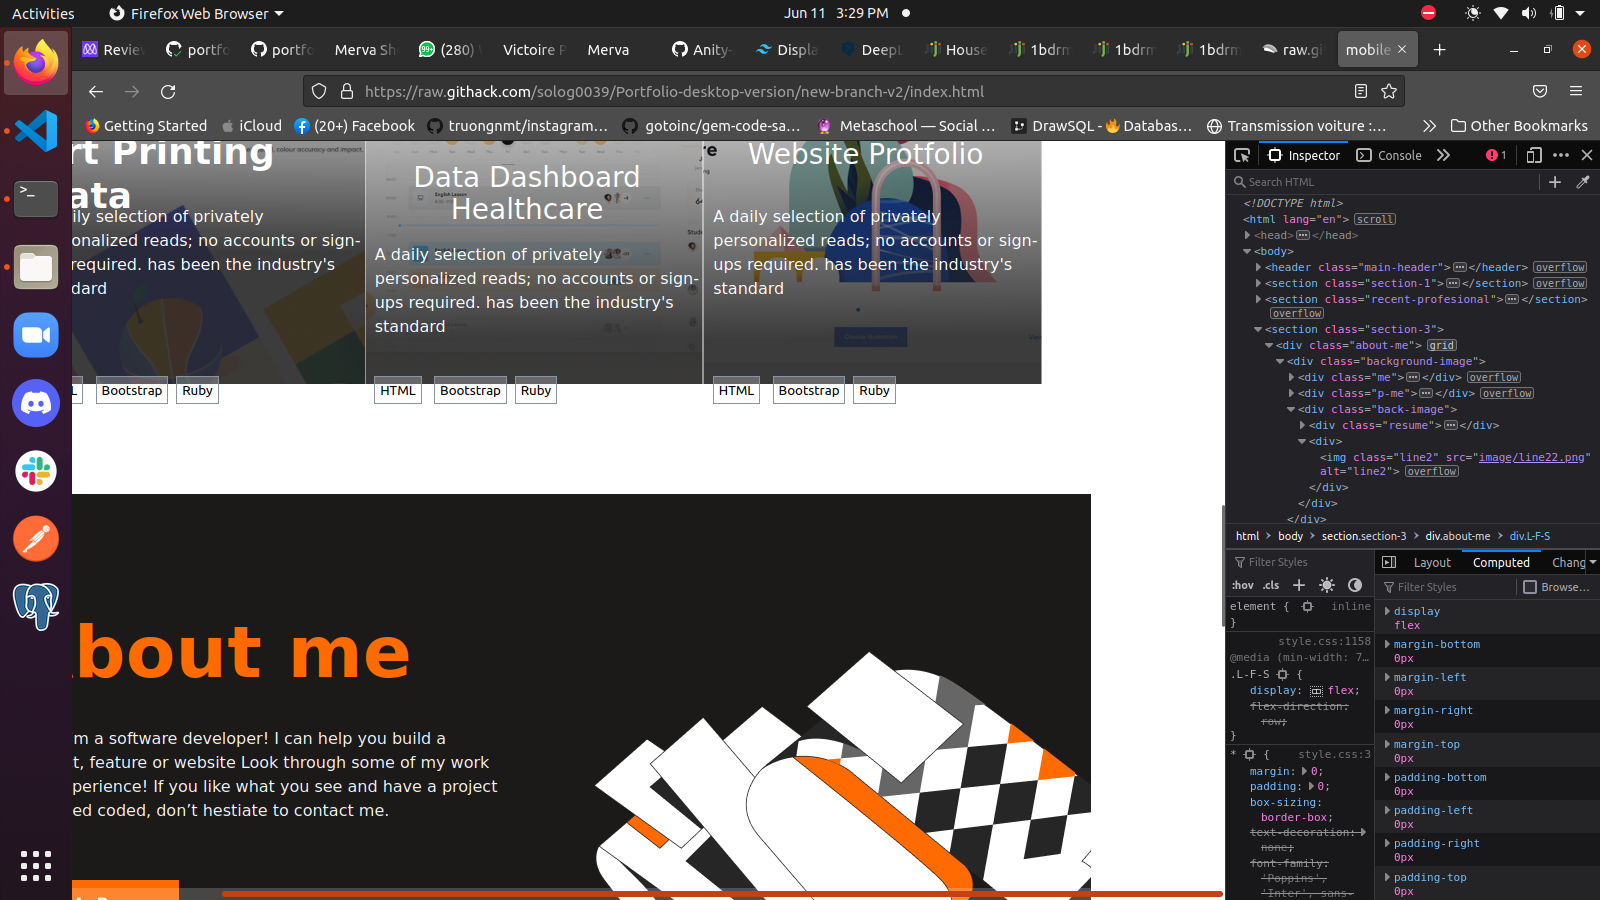 Activities
Firefox Web Browser
Jun 11 3:29 PM
Review
portfo
portfo
Merva Sh
99+ (280)
Victoire P
Merva
Anity-
Displa
DeepL
House
1bdrm
1bdrm
1bdrm
raw.gi
mobile
https://raw.githack.com/solog0039/Portfolio-desktop-version/new-branch-v2/index.html
Getting Started
iCloud
(20+) Facebook
truongnmt/instagram…
gotoinc/gem-code-sa…
Metaschool — Social …
DrawSQL - 🔥 Databas…
Transmission voiture :…
Other Bookmarks
rt Printing
ata
ily selection of privately
onalized reads; no accounts or sign-
required. has been the industry's
dard
L
Bootstrap
Ruby
Data Dashboard
Healthcare
A daily selection of privately
personalized reads; no accounts or sign-
ups required. has been the industry's
standard
HTML
Bootstrap
Ruby
Website Protfolio
A daily selection of privately
personalized reads; no accounts or sign-
ups required. has been the industry's
standard
HTML
Bootstrap
Ruby
bout me
m a software developer! I can help you build a
t, feature or website Look through some of my work
perience! If you like what you see and have a project
ed coded, don’t hestiate to contact me.
Inspector
Console
1
Search HTML
<!DOCTYPE html>
<html lang="en"> scroll
<head> </head>
<body>
<header class="main-header"> </header> overflow
<section class="section-1"> </section> overflow
<section class="recent-profesional"> </section>
overflow
<section class="section-3">
<div class="about-me"> grid
<div class="background-image">
<div class="me"> </div> overflow
<div class="p-me"> </div> overflow
<div class="back-image">
<div class="resume"> </div>
<div>
<img class="line2" src="image/line22.png"
alt="line2"> overflow
</div>
</div>
</div>
html > body > section.section-3 > div.about-me > div.L-F-S
Filter Styles
:hov .cls
element { inline
}
style.css:1158
@media (min-width: 7…
.L-F-S {
display: flex;
flex-direction:
row;
}
* { style.css:3
margin: 0;
padding: 0;
box-sizing:
border-box;
text-decoration:
none;
font-family:
'Poppins',
'Inter', sans-
Layout
Computed
Chang
Filter Styles
Browse…
display
flex
margin-bottom
0px
margin-left
0px
margin-right
0px
margin-top
0px
padding-bottom
0px
padding-left
0px
padding-right
0px
padding-top
0px